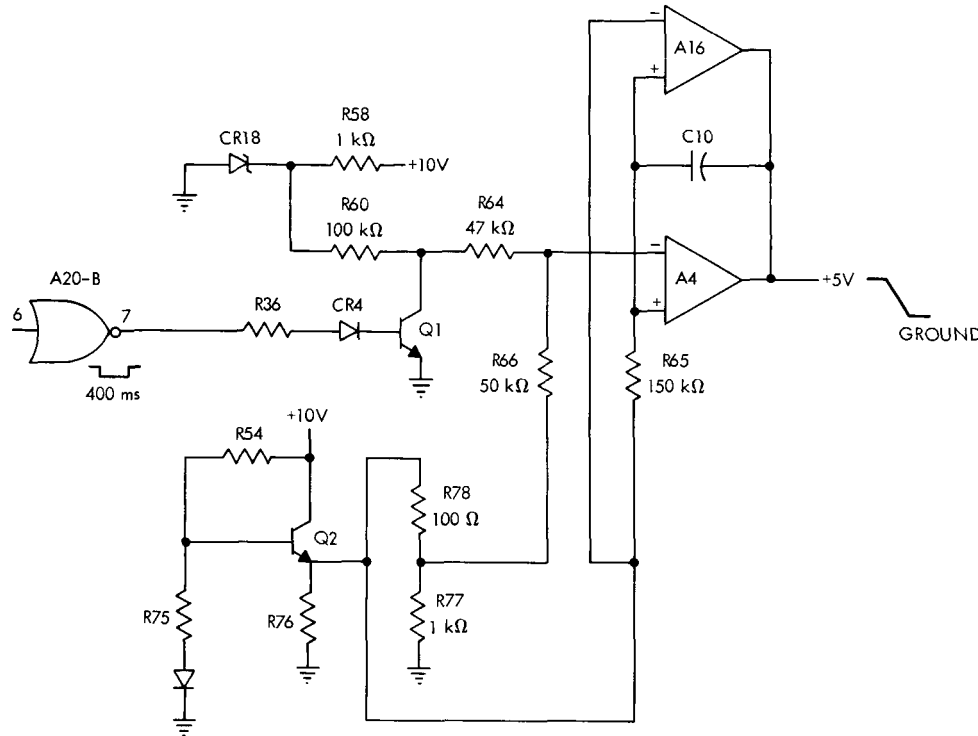 A16
−
+
R58
1 kΩ
CR18
+10V
C10
R60
100 kΩ
R64
47 kΩ
A20-B
6
7
400 ms
R36
CR4
Q1
−
+
A4
+5V
GROUND
R66
50 kΩ
R65
150 kΩ
+10V
R54
Q2
R78
100 Ω
R75
R76
R77
1 kΩ